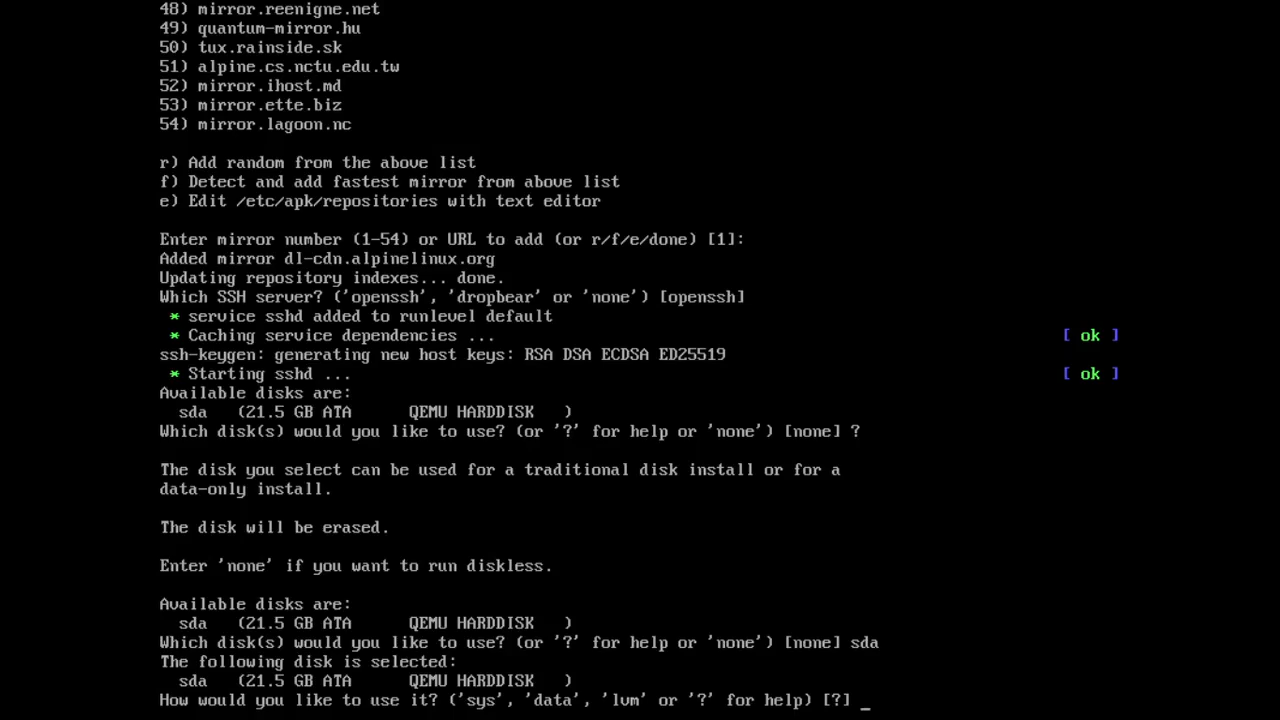 48) mirror.reenigne.net
49) quantum-mirror.hu
50) tux.rainside.sk
51) alpine.cs.nctu.edu.tw
52) mirror.ihost.md
53) mirror.ette.biz
54) mirror.lagoon.nc
r) Add random from the above list
f) Detect and add fastest mirror from above list
e) Edit /etc/apk/repositories with text editor
Enter mirror number (1-54) or URL to add (or r/f/e/done) [1]:
Added mirror dl-cdn.alpinelinux.org
Updating repository indexes... done.
Which SSH server? ('openssh', 'dropbear' or 'none') [openssh]
* service sshd added to runlevel default
* Caching service dependencies ... [ ok ]
ssh-keygen: generating new host keys: RSA DSA ECDSA ED25519
* Starting sshd ... [ ok ]
Available disks are:
sda (21.5 GB ATA QEMU HARDDISK )
Which disk(s) would you like to use? (or '?' for help or 'none') [none] ?
The disk you select can be used for a traditional disk install or for a
data-only install.
The disk will be erased.
Enter 'none' if you want to run diskless.
Available disks are:
sda (21.5 GB ATA QEMU HARDDISK )
Which disk(s) would you like to use? (or '?' for help or 'none') [none] sda
The following disk is selected:
sda (21.5 GB ATA QEMU HARDDISK )
How would you like to use it? ('sys', 'data', 'lvm' or '?' for help) [?] _